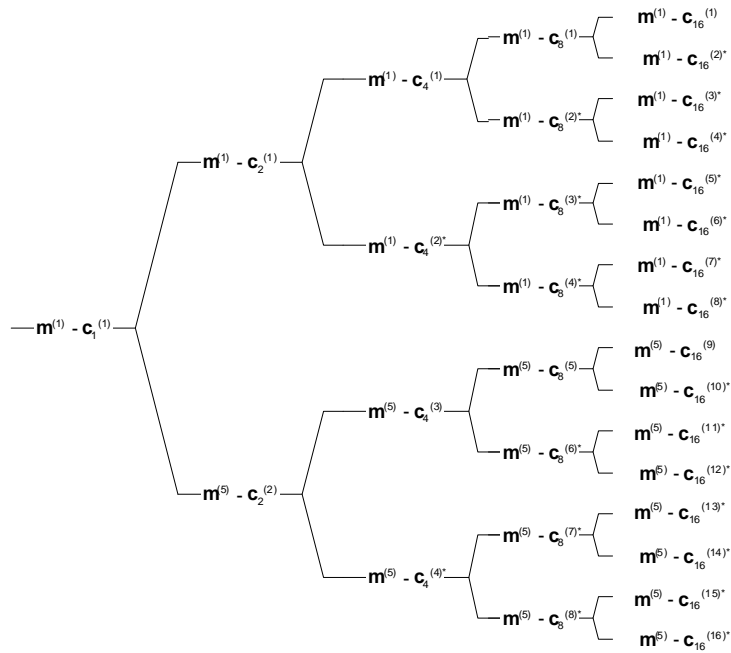 m(1) - c16(1)
m(1) - c8(1)
m(1) - c16(2)*
m(1) - c4(1)
m(1) - c16(3)*
m(1) - c8(2)*
m(1) - c16(4)*
m(1) - c2(1)
m(1) - c16(5)*
m(1) - c8(3)*
m(1) - c16(6)*
m(1) - c4(2)*
m(1) - c16(7)*
m(1) - c8(4)*
m(1) - c16(8)*
m(1) - c1(1)
m(5) - c16(9)
m(5) - c8(5)
m(5) - c16(10)*
m(5) - c4(3)
m(5) - c16(11)*
m(5) - c8(6)*
m(5) - c16(12)*
m(5) - c2(2)
m(5) - c16(13)*
m(5) - c8(7)*
m(5) - c16(14)*
m(5) - c4(4)*
m(5) - c16(15)*
m(5) - c8(8)*
m(5) - c16(16)*